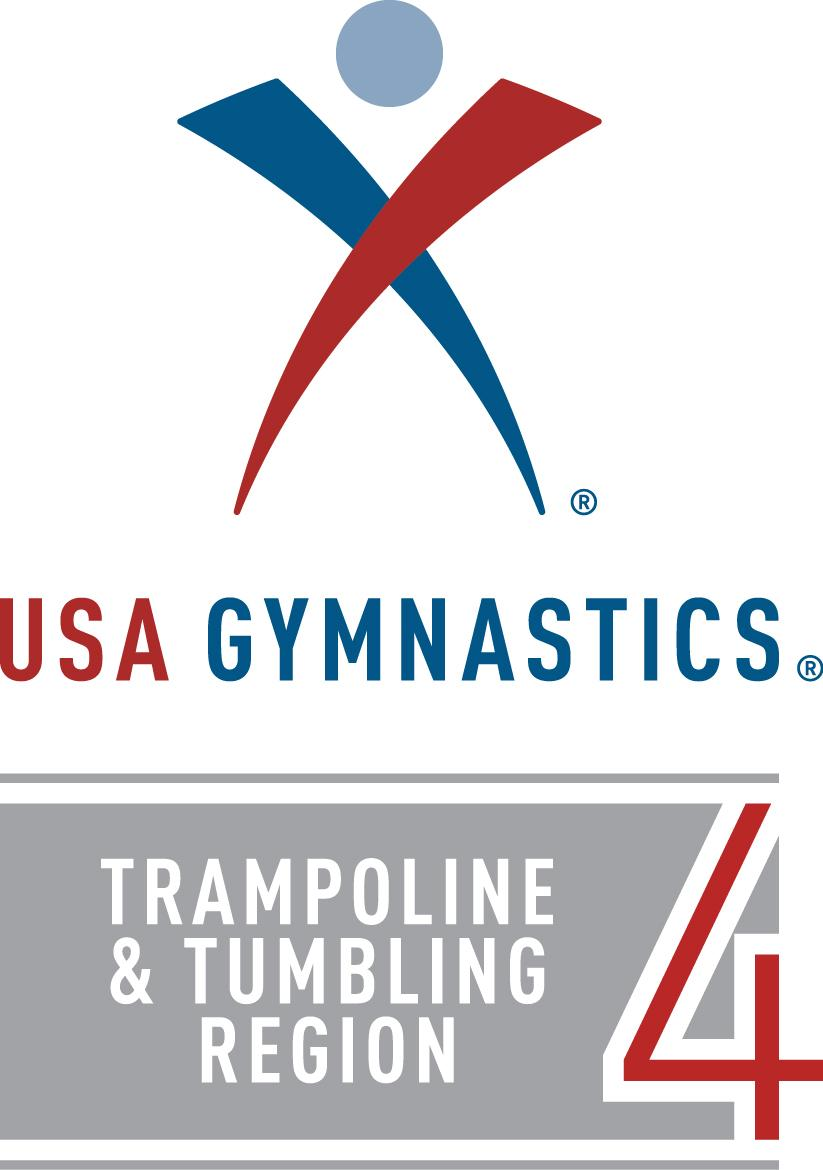 ®
USA GYMNASTICS®
TRAMPOLINE
& TUMBLING
REGION
4